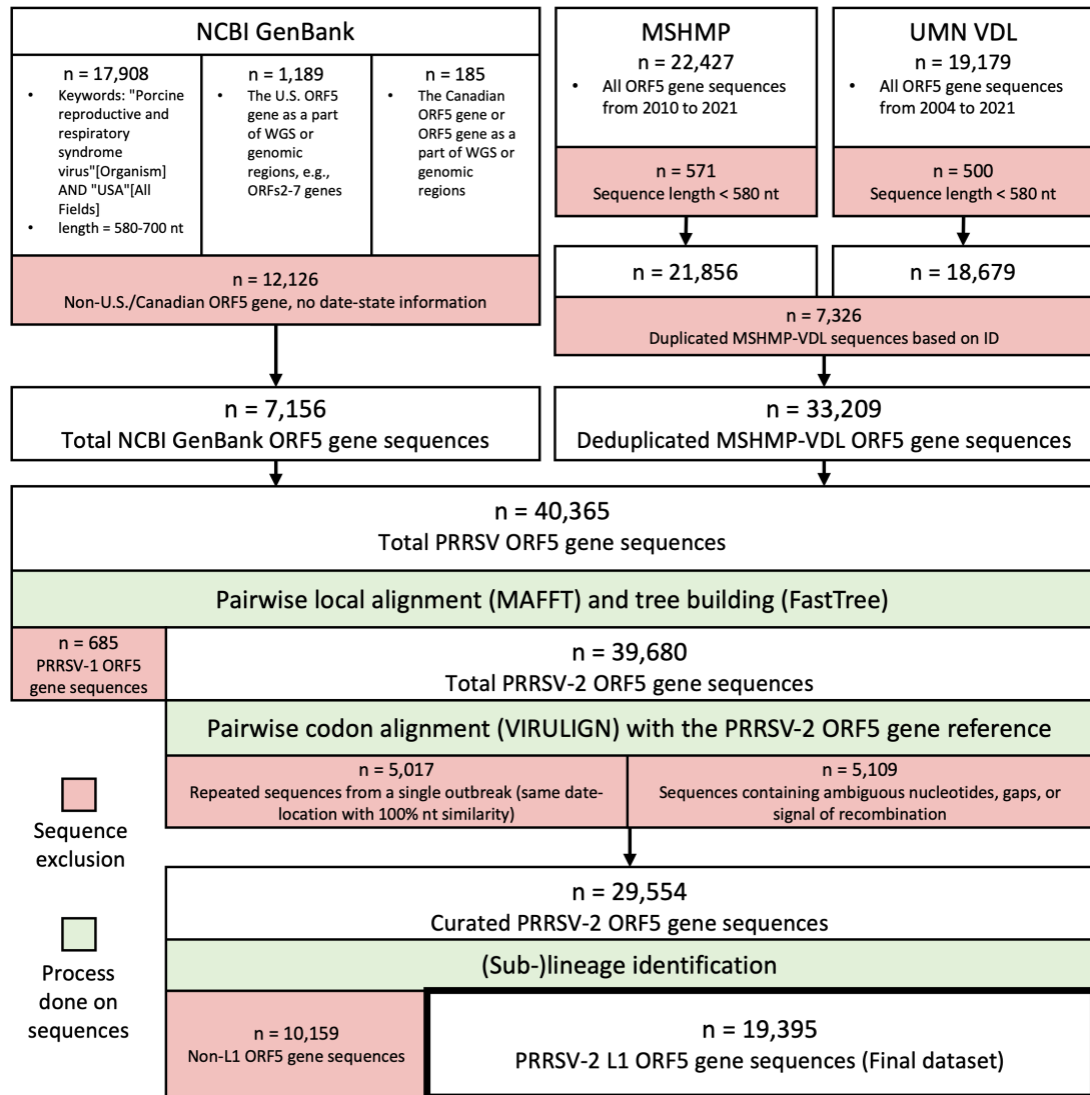 NCBI GenBank
n = 17,908
• Keywords: "Porcine
reproductive and
respiratory
syndrome
virus"[Organism]
AND "USA"[All
Fields]
• length = 580-700 nt
n = 1,189
• The U.S. ORF5
gene as a part
of WGS or
genomic
regions, e.g.,
ORFs2-7 genes
n = 185
• The Canadian
ORF5 gene or
ORF5 gene as a
part of WGS or
genomic
regions
n = 12,126
Non-U.S./Canadian ORF5 gene, no date-state information
MSHMP
n = 22,427
• All ORF5 gene sequences
from 2010 to 2021
n = 571
Sequence length < 580 nt
n = 21,856
UMN VDL
n = 19,179
• All ORF5 gene sequences
from 2004 to 2021
n = 500
Sequence length < 580 nt
n = 18,679
n = 7,326
Duplicated MSHMP-VDL sequences based on ID
n = 7,156
Total NCBI GenBank ORF5 gene sequences
n = 33,209
Deduplicated MSHMP-VDL ORF5 gene sequences
n = 40,365
Total PRRSV ORF5 gene sequences
Pairwise local alignment (MAFFT) and tree building (FastTree)
n = 685
PRRSV-1 ORF5
gene sequences
n = 39,680
Total PRRSV-2 ORF5 gene sequences
Pairwise codon alignment (VIRULIGN) with the PRRSV-2 ORF5 gene reference
n = 5,017
Repeated sequences from a single outbreak (same date-
location with 100% nt similarity)
n = 5,109
Sequences containing ambiguous nucleotides, gaps, or
signal of recombination
n = 29,554
Curated PRRSV-2 ORF5 gene sequences
(Sub-)lineage identification
n = 10,159
Non-L1 ORF5 gene sequences
n = 19,395
PRRSV-2 L1 ORF5 gene sequences (Final dataset)
Sequence
exclusion
Process
done on
sequences